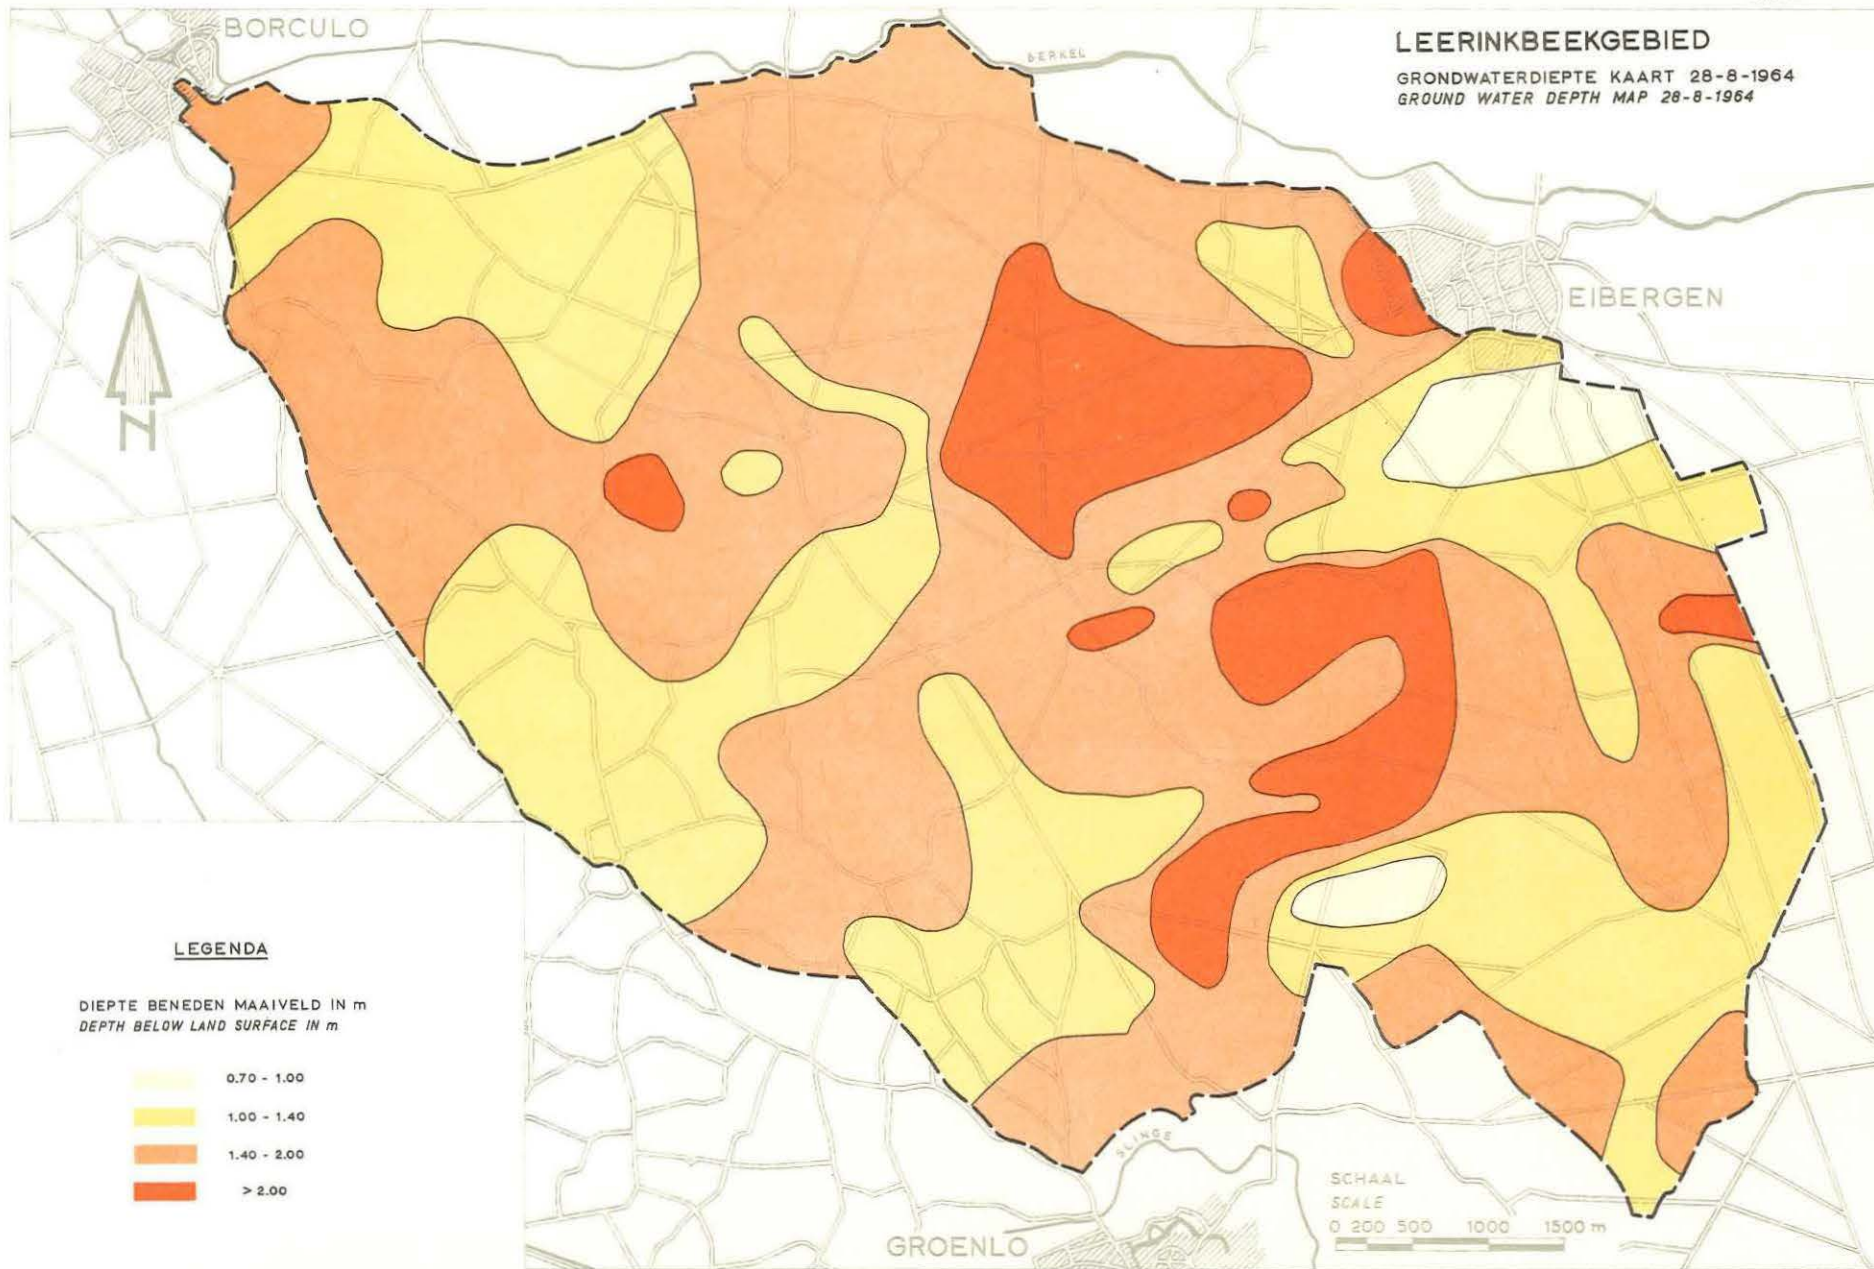 BORCULO
BERKEL
LEERINKBEEKGEBIED
GRONDWATERDIEPTE KAART 28-8-1964
GROUND WATER DEPTH MAP 28-8-1964
EIBERGEN
N
LEGENDA
DIEPTE BENEDEN MAAIVELD IN m
DEPTH BELOW LAND SURFACE IN m
0.70 - 1.00
1.00 - 1.40
1.40 - 2.00
> 2.00
SLINGE
GROENLO
SCHAAL
SCALE
0 200 500 1000 1500 m